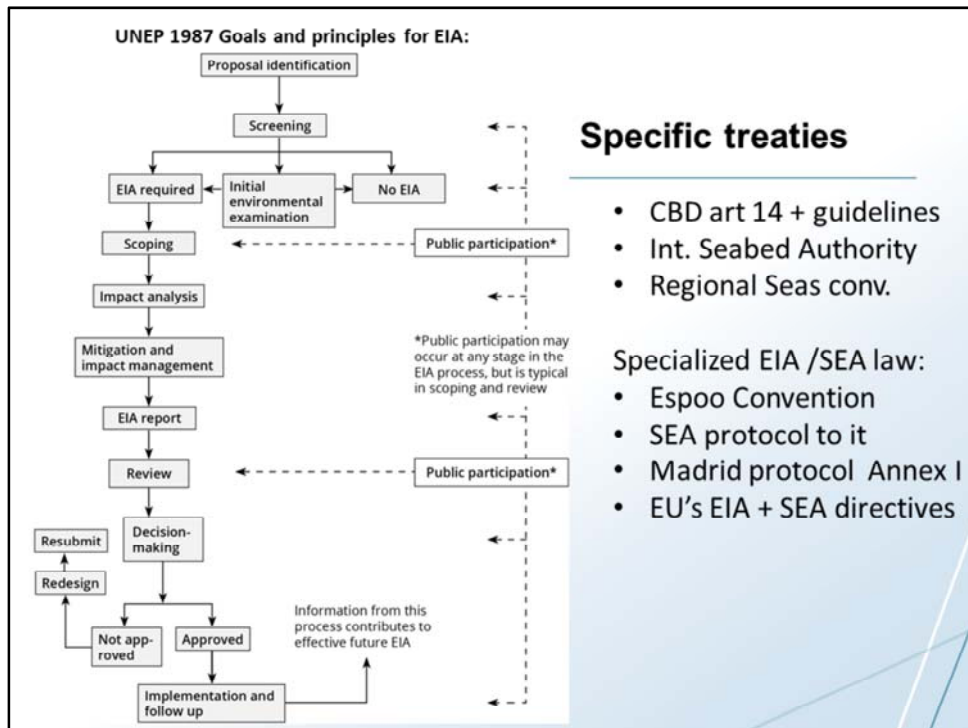 UNEP 1987 Goals and principles for EIA:
Proposal identification
Screening
EIA required
Initial
environmental
examination
No EIA
Scoping
Public participation*
Impact analysis
*Public participation may
occur at any stage in the
EIA process, but is typical
in scoping and review
Mitigation and
impact management
EIA report
Review
Public participation*
Decision-
making
Resubmit
Redesign
Not app-
roved
Approved
Information from this
process contributes to
effective future EIA
Implementation and
follow up
Specific treaties
• CBD art 14 + guidelines
• Int. Seabed Authority
• Regional Seas conv.
Specialized EIA /SEA law:
• Espoo Convention
• SEA protocol to it
• Madrid protocol Annex I
• EU's EIA + SEA directives